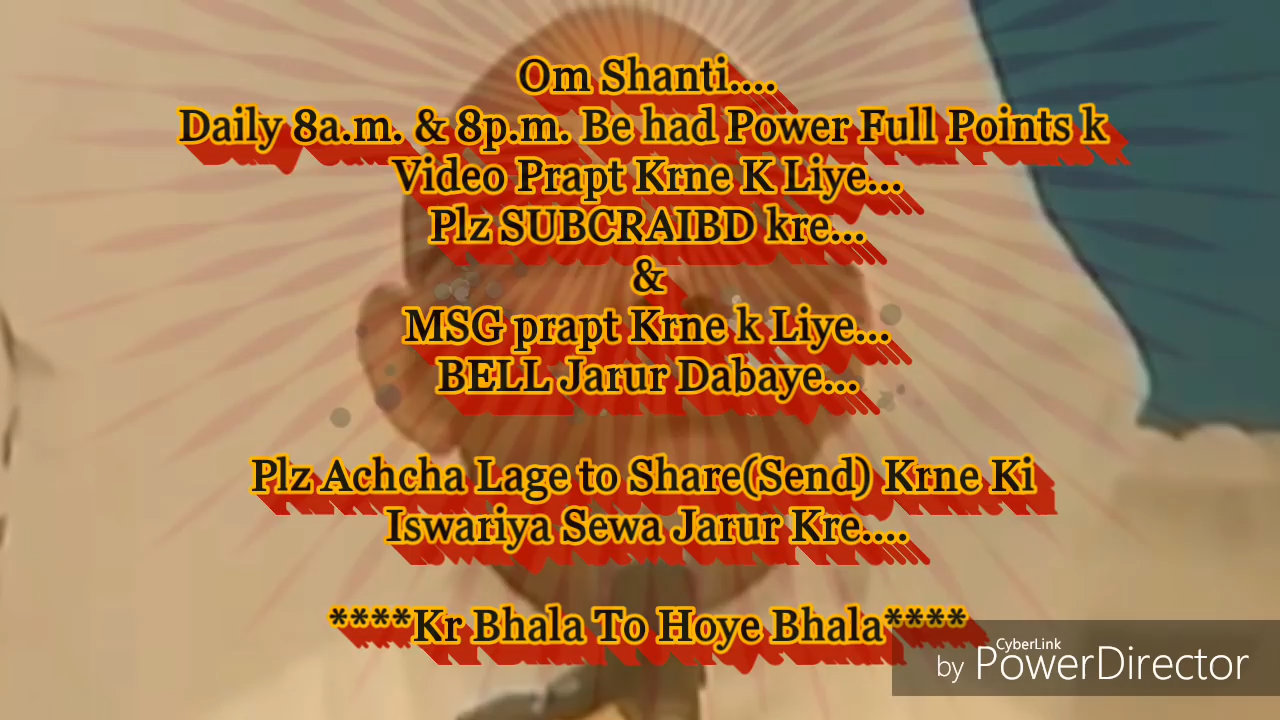 Om Shanti....
Daily 8a.m. & 8p.m. Be had Power Full Points k
Video Prapt Krne K Liye...
Plz SUBCRAIBD kre...
&
MSG prapt Krne k Liye...
BELL Jarur Dabaye...
Plz Achcha Lage to Share(Send) Krne Ki
Iswariya Sewa Jarur Kre....
****Kr Bhala To Hoye Bhala****
CyberLink
by PowerDirector